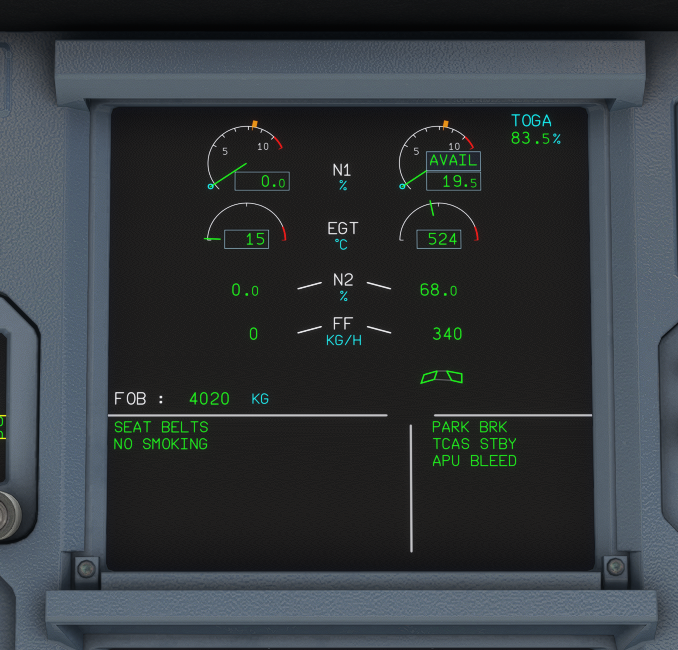 TOGA
83.5%
5 10
5 10
AVAIL
0.0 N1 19.5
%
EGT
15 °C 524
0.0 N2 68.0
%
0 FF 340
KG/H
FOB : 4020 KG
SEAT BELTS
NO SMOKING
PARK BRK
TCAS STBY
APU BLEED